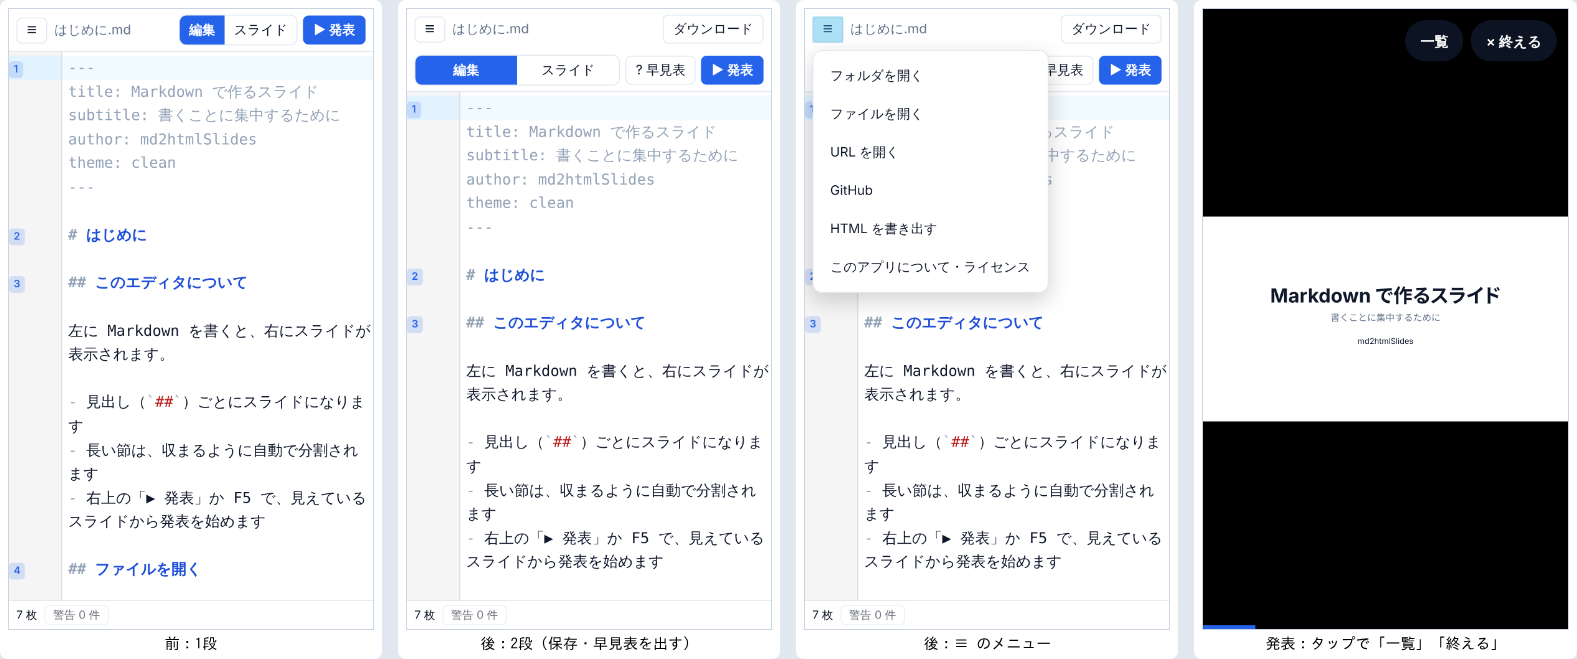 ≡ はじめに.md 編集 スライド ▶ 発表
1 ---
title: Markdown で作るスライド
subtitle: 書くことに集中するために
author: md2htmlSlides
theme: clean
---
2 # はじめに
3 ## このエディタについて
左に Markdown を書くと、右にスライドが
表示されます。
- 見出し（`##`）ごとにスライドになりま
す
- 長い節は、収まるように自動で分割され
ます
- 右上の「▶ 発表」か F5 で、見えている
スライドから発表を始めます
4 ## ファイルを開く
7 枚 警告 0 件
前：1段
≡ はじめに.md ダウンロード
編集 スライド ? 早見表 ▶ 発表
1 ---
title: Markdown で作るスライド
subtitle: 書くことに集中するために
author: md2htmlSlides
theme: clean
---
2 # はじめに
3 ## このエディタについて
左に Markdown を書くと、右にスライドが
表示されます。
- 見出し（`##`）ごとにスライドになりま
す
- 長い節は、収まるように自動で分割され
ます
- 右上の「▶ 発表」か F5 で、見えている
スライドから発表を始めます
7 枚 警告 0 件
後：2段（保存・早見表を出す）
≡ はじめに.md ダウンロード
早見表 ▶ 発表
フォルダを開く
ファイルを開く
URL を開く
GitHub
HTML を書き出す
このアプリについて・ライセンス
スライド
中するために
s
3 ## このエディタについて
左に Markdown を書くと、右にスライドが
表示されます。
- 見出し（`##`）ごとにスライドになりま
す
- 長い節は、収まるように自動で分割され
ます
- 右上の「▶ 発表」か F5 で、見えている
スライドから発表を始めます
7 枚 警告 0 件
後：≡ のメニュー
一覧 × 終える
Markdown で作るスライド
書くことに集中するために
md2htmlSlides
発表：タップで「一覧」「終える」